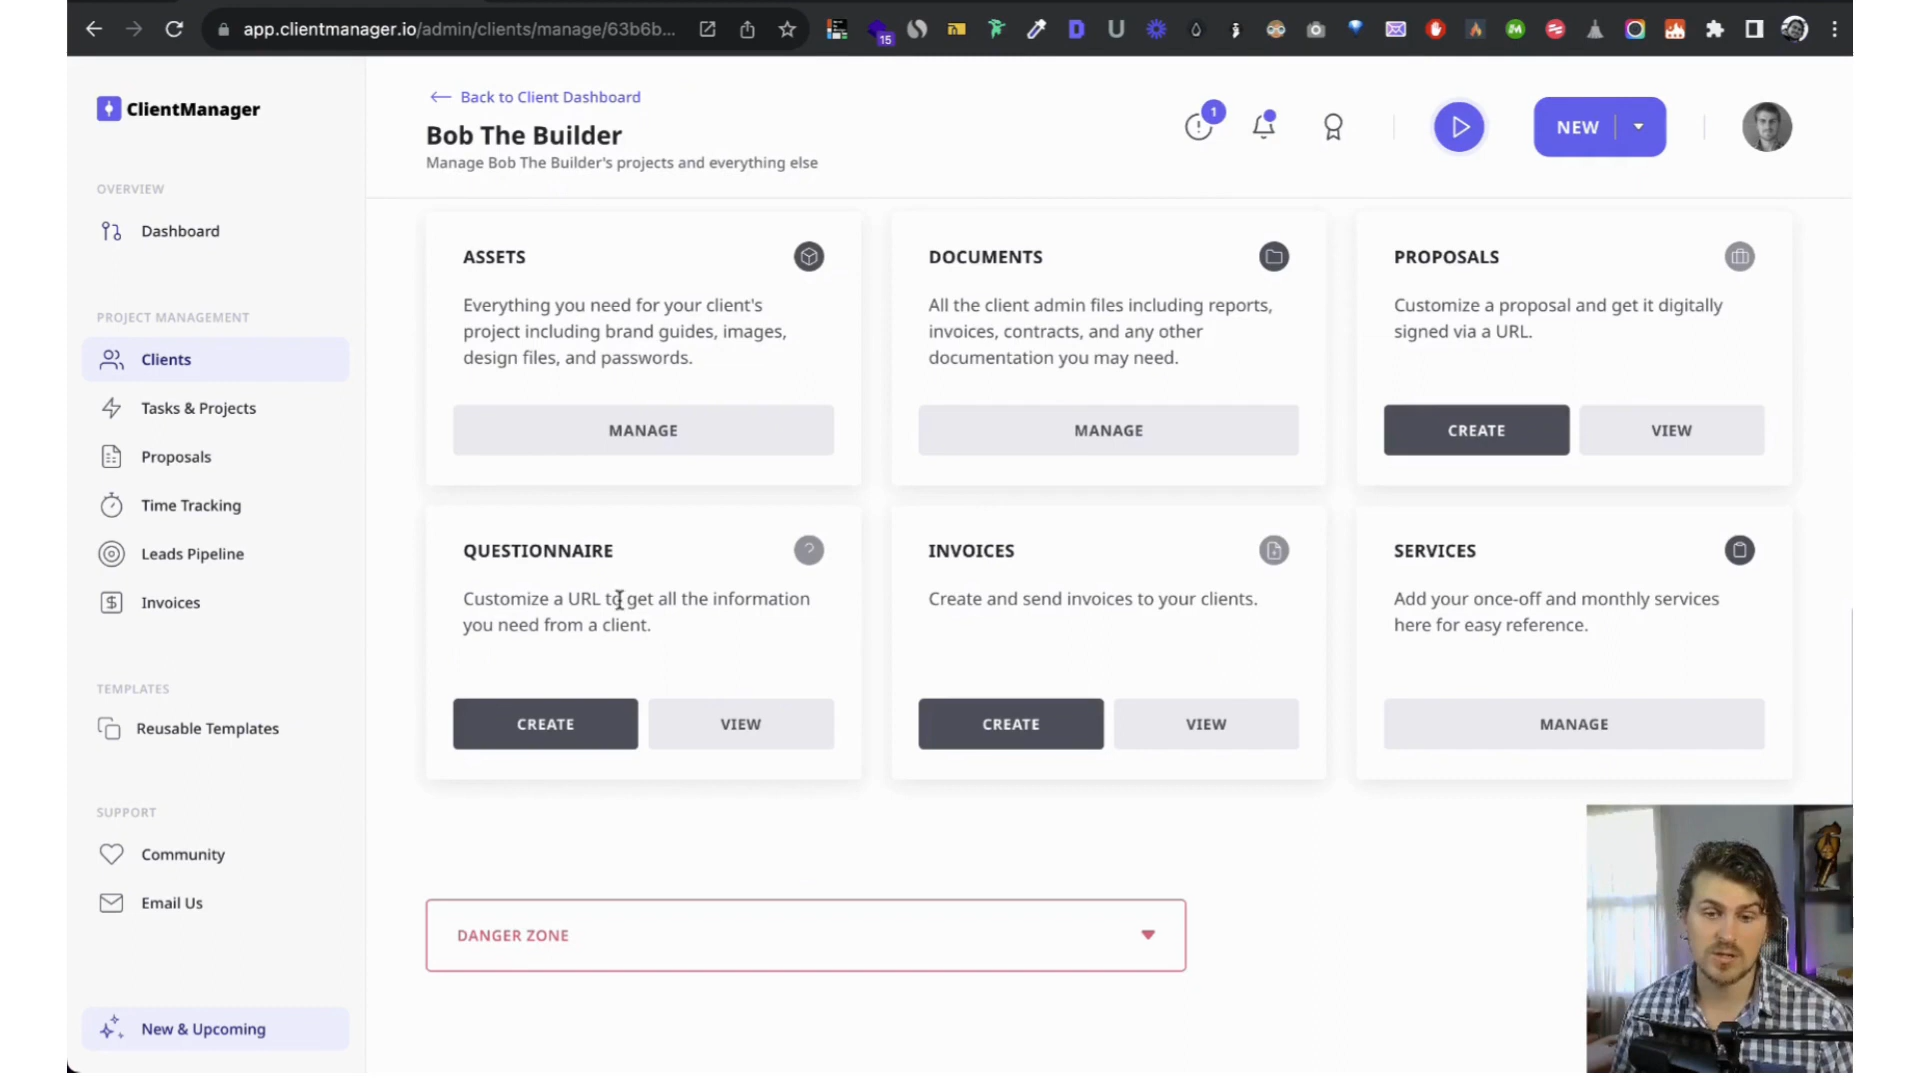 app.clientmanager.io/admin/clients/manage/63b6b...
15
ClientManager
Back to Client Dashboard
Bob The Builder
Manage Bob The Builder's projects and everything else
1
NEW
OVERVIEW
Dashboard
PROJECT MANAGEMENT
Clients
Tasks & Projects
Proposals
Time Tracking
Leads Pipeline
Invoices
TEMPLATES
Reusable Templates
SUPPORT
Community
Email Us
New & Upcoming
ASSETS
Everything you need for your client's
project including brand guides, images,
design files, and passwords.
MANAGE
DOCUMENTS
All the client admin files including reports,
invoices, contracts, and any other
documentation you may need.
MANAGE
PROPOSALS
Customize a proposal and get it digitally
signed via a URL.
CREATE
VIEW
QUESTIONNAIRE
Customize a URL to get all the information
you need from a client.
CREATE
VIEW
INVOICES
Create and send invoices to your clients.
CREATE
VIEW
SERVICES
Add your once-off and monthly services
here for easy reference.
MANAGE
DANGER ZONE